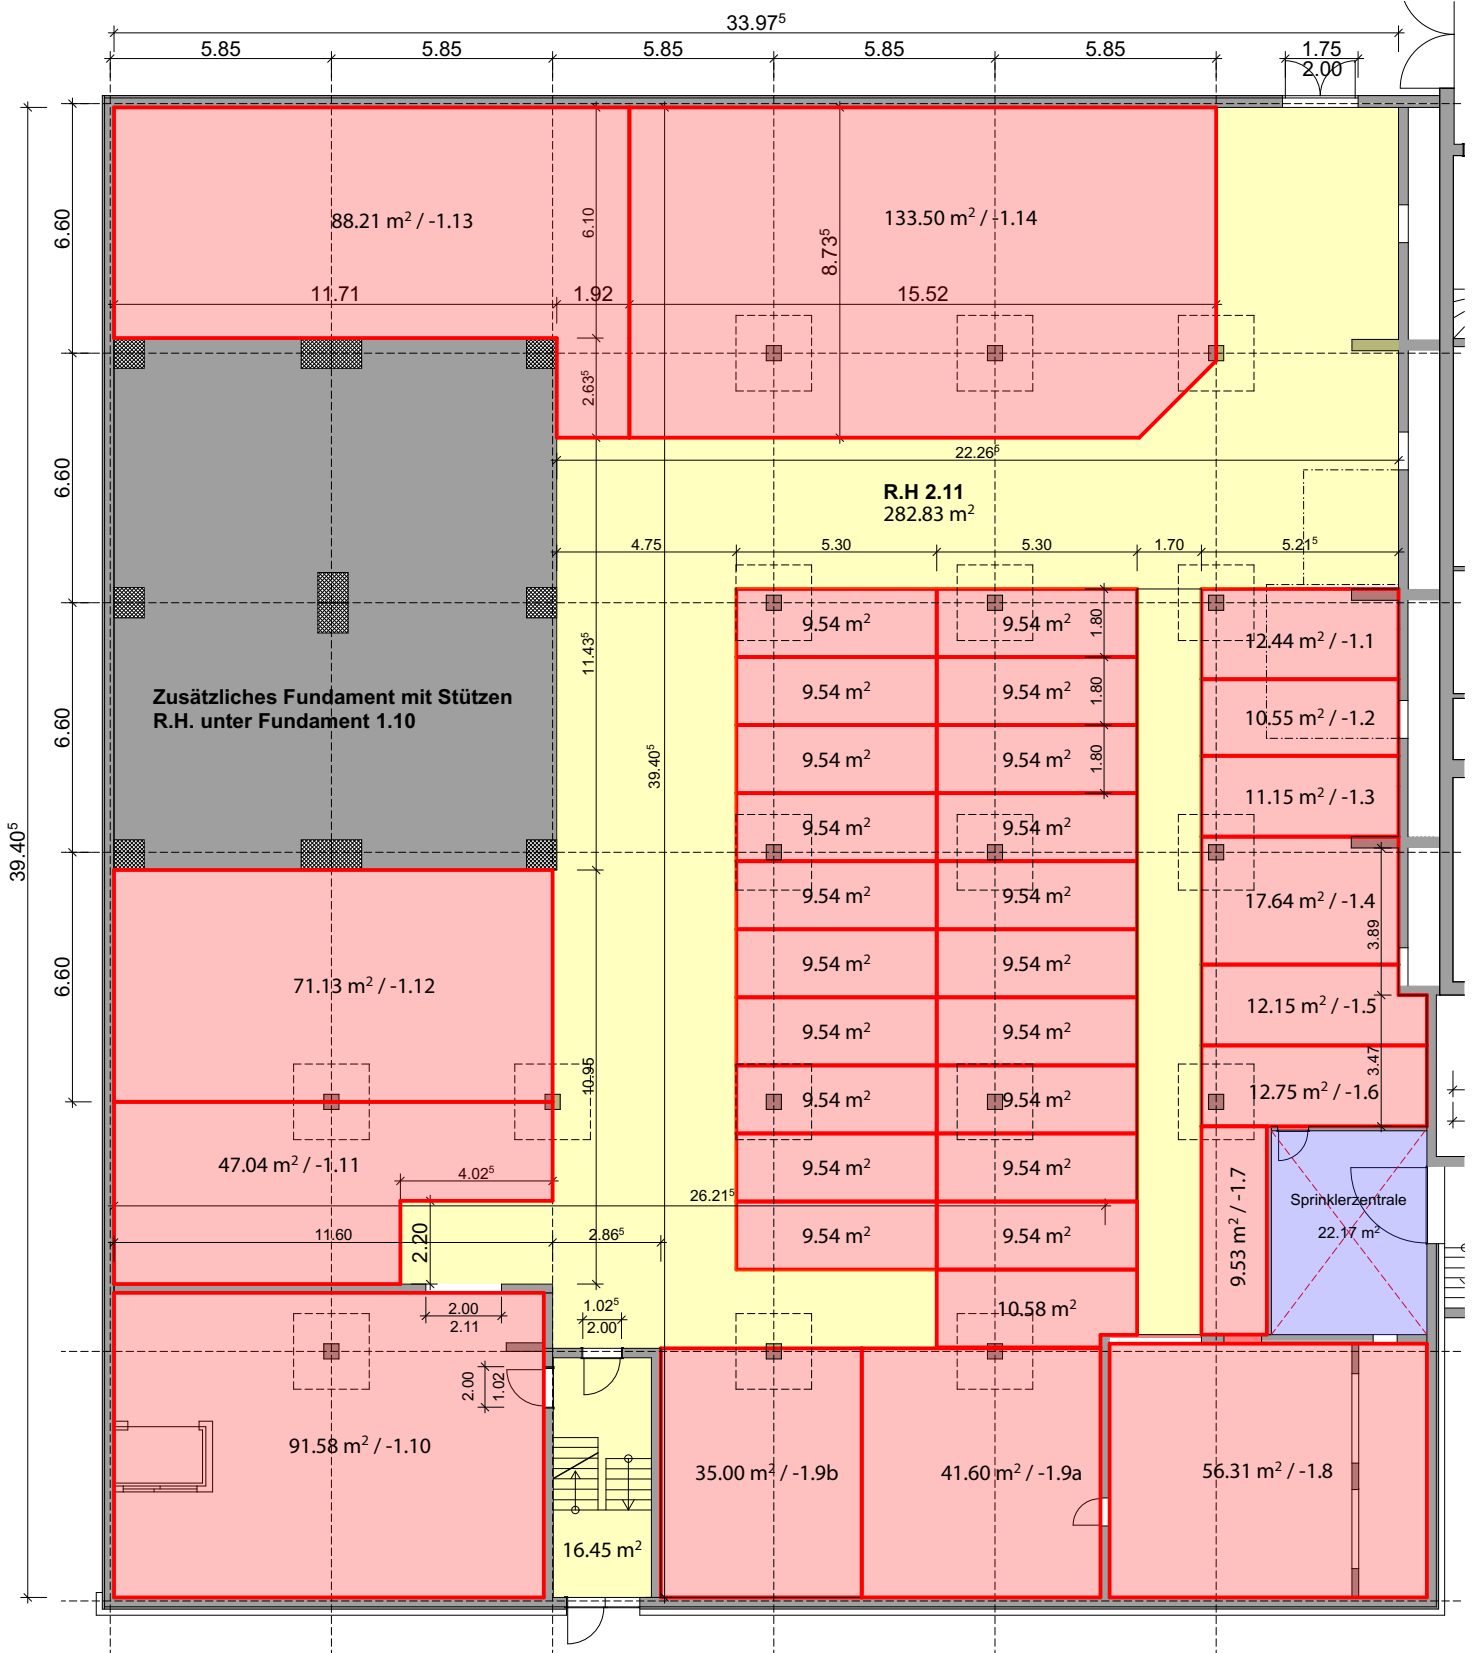 33.97⁵
5.85 5.85 5.85 5.85 5.85 1.75
2.00
88.21 m² / -1.13
133.50 m² / -1.14
6.60
6.10
8.73⁵
11.71 1.92 15.52
2.63⁵
22.26⁵
R.H 2.11
282.83 m²
6.60
4.75 5.30 5.30 1.70 5.21⁵
9.54 m² 9.54 m² 1.80
12.44 m² / -1.1
11.43⁵
Zusätzliches Fundament mit Stützen
R.H. unter Fundament 1.10
9.54 m² 9.54 m² 1.80
10.55 m² / -1.2
6.60
39.40⁵
9.54 m² 9.54 m² 1.80
11.15 m² / -1.3
9.54 m² 9.54 m²
39.40⁵
9.54 m² 9.54 m²
17.64 m² / -1.4
3.89
6.60
9.54 m² 9.54 m²
71.13 m² / -1.12
12.15 m² / -1.5
9.54 m² 9.54 m²
10.95
3.47
9.54 m² 9.54 m²
12.75 m² / -1.6
47.04 m² / -1.11
4.02⁵
9.54 m² 9.54 m²
26.21⁵
9.53 m² / -1.7
Sprinklerzentrale
22.17 m²
11.60 2.20 2.86⁵
9.54 m² 9.54 m²
2.00
2.11
1.02⁵
2.00
10.58 m²
2.00
1.02
91.58 m² / -1.10
35.00 m² / -1.9b
41.60 m² / -1.9a
56.31 m² / -1.8
16.45 m²